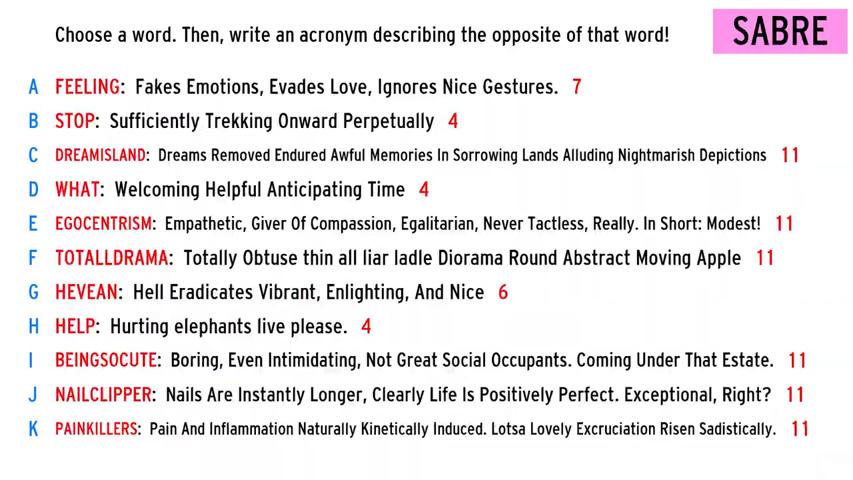 Choose a word. Then, write an acronym describing the opposite of that word!
SABRE
A FEELING: Fakes Emotions, Evades Love, Ignores Nice Gestures. 7
B STOP: Sufficiently Trekking Onward Perpetually 4
C DREAMISLAND: Dreams Removed Endured Awful Memories In Sorrowing Lands Alluding Nightmarish Depictions 11
D WHAT: Welcoming Helpful Anticipating Time 4
E EGOCENTRISM: Empathetic, Giver Of Compassion, Egalitarian, Never Tactless, Really. In Short: Modest! 11
F TOTALLDRAMA: Totally Obtuse thin all liar ladle Diorama Round Abstract Moving Apple 11
G HEVEAN: Hell Eradicates Vibrant, Enlighting, And Nice 6
H HELP: Hurting elephants live please. 4
I BEINGSOCUTE: Boring, Even Intimidating, Not Great Social Occupants. Coming Under That Estate. 11
J NAILCLIPPER: Nails Are Instantly Longer, Clearly Life Is Positively Perfect. Exceptional, Right? 11
K PAINKILLERS: Pain And Inflammation Naturally Kinetically Induced. Lotsa Lovely Excruciation Risen Sadistically. 11